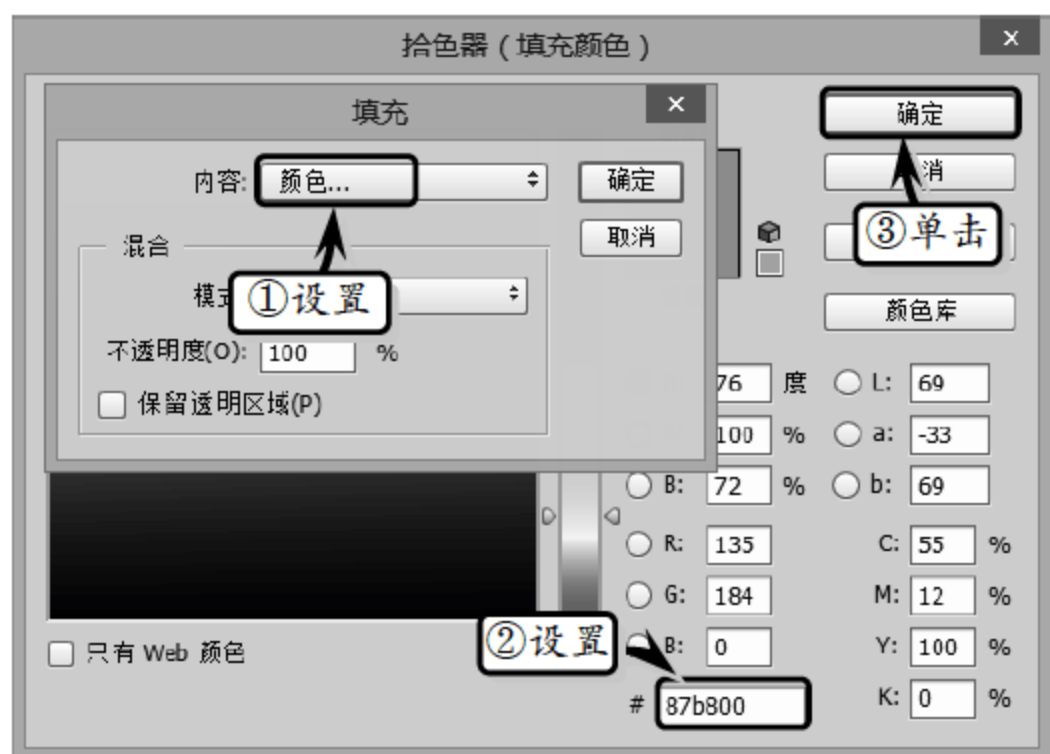 拾色器（填充颜色）
×
填充
×
内容: 颜色...
确定
取消
混合
①设置
不透明度(O): 100 %
保留透明区域(P)
确定
③单击
颜色库
76 度
L: 69
100 %
a: -33
B: 72 %
b: 69
R: 135
C: 55 %
G: 184
M: 12 %
②设置
B: 0
Y: 100 %
只有 Web 颜色
# 87b800
K: 0 %